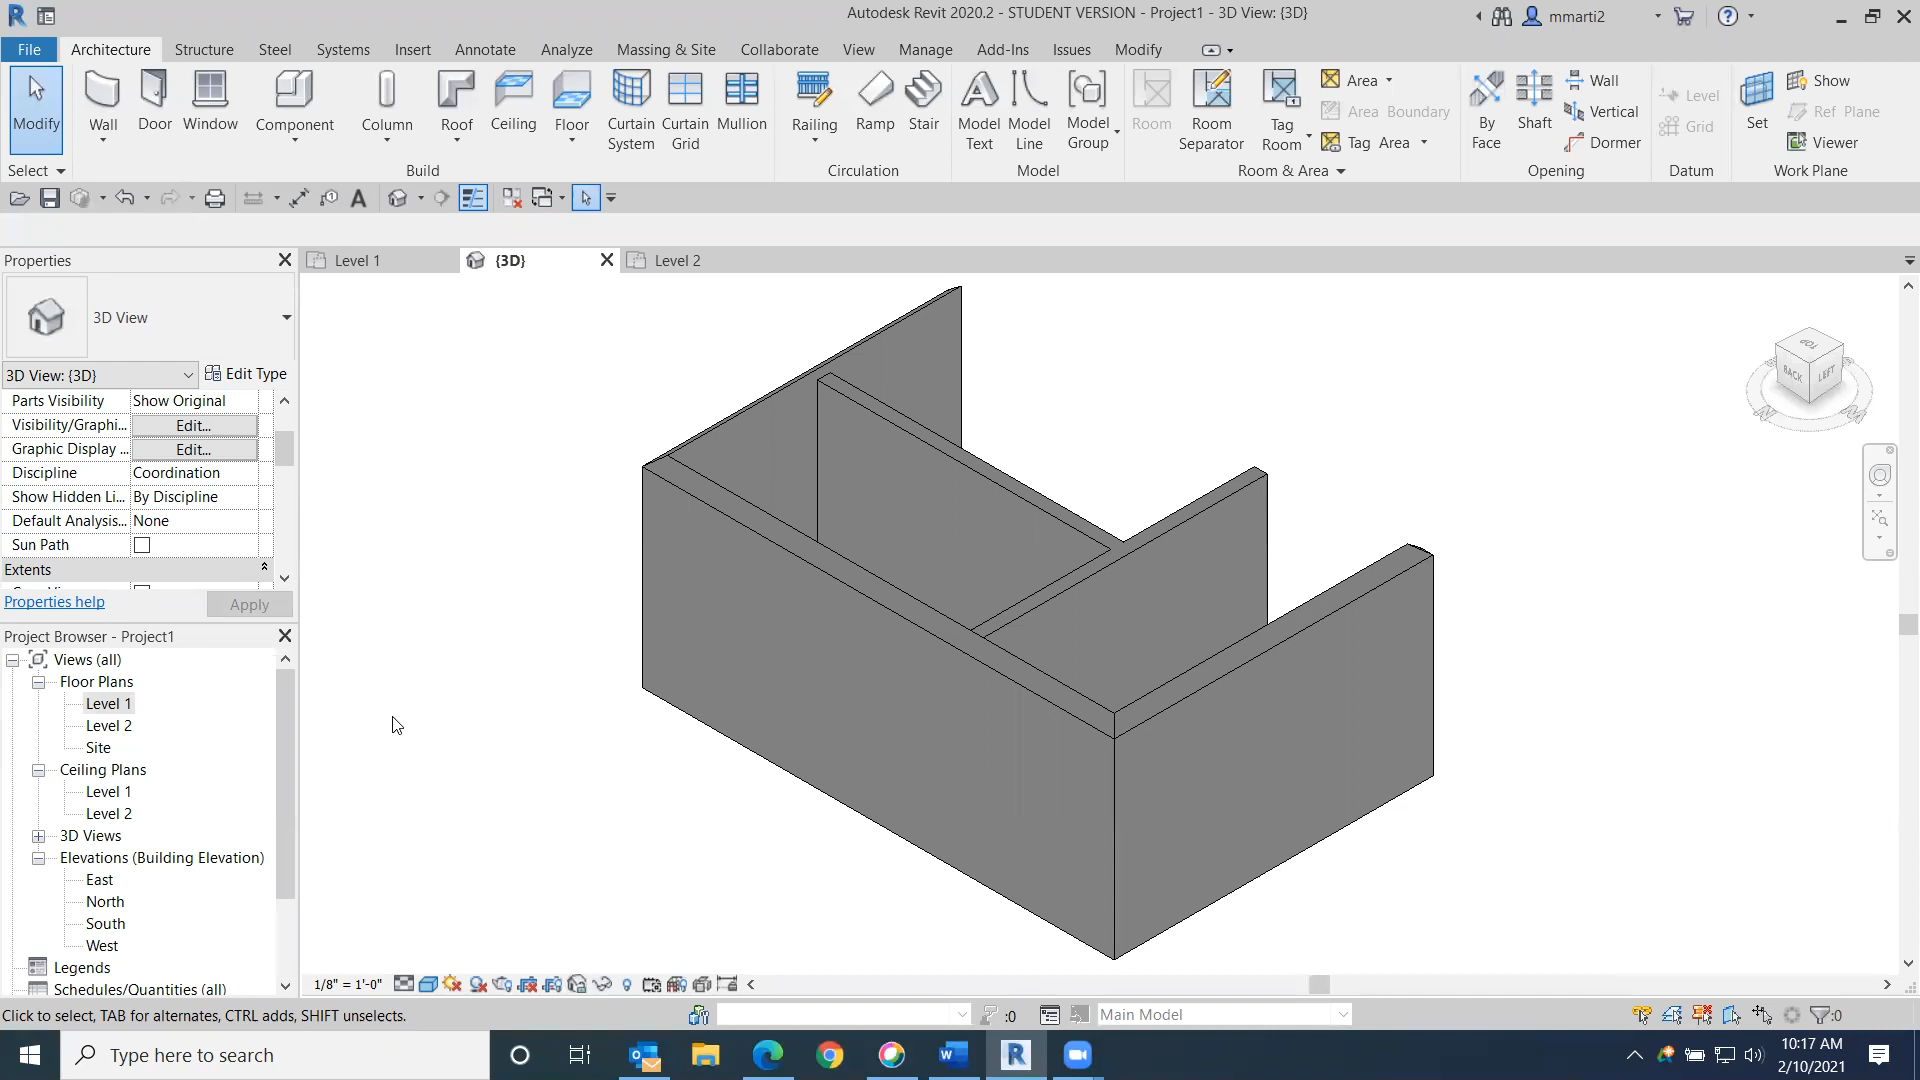 Autodesk Revit 2020.2 - STUDENT VERSION - Project1 - 3D View: {3D}
mmarti2
File Architecture Structure Steel Systems Insert Annotate Analyze Massing & Site Collaborate View Manage Add-Ins Issues Modify
Modify
Wall
Door
Window
Component
Column
Roof
Ceiling
Floor
Curtain System
Curtain Grid
Mullion
Railing
Ramp
Stair
Model Text
Model Line
Model Group
Room
Room Separator
Tag Room
Area
Area Boundary
Tag Area
By Face
Shaft
Wall
Vertical
Dormer
Level
Grid
Set
Show
Ref Plane
Viewer
Select Build Circulation Model Room & Area Opening Datum Work Plane
Properties
Level 1
{3D}
Level 2
3D View
3D View: {3D}
Edit Type
Parts Visibility Show Original
Visibility/Graphi... Edit...
Graphic Display ... Edit...
Discipline Coordination
Show Hidden Li... By Discipline
Default Analysis... None
Sun Path
Extents
Properties help Apply
Project Browser - Project1
Views (all)
Floor Plans
Level 1
Level 2
Site
Ceiling Plans
Level 1
Level 2
3D Views
Elevations (Building Elevation)
East
North
South
West
Legends
Schedules/Quantities (all)
TOP
BACK
LEFT
1/8" = 1'-0"
Click to select, TAB for alternates, CTRL adds, SHIFT unselects.
:0
Main Model
:0
Type here to search
10:17 AM
2/10/2021